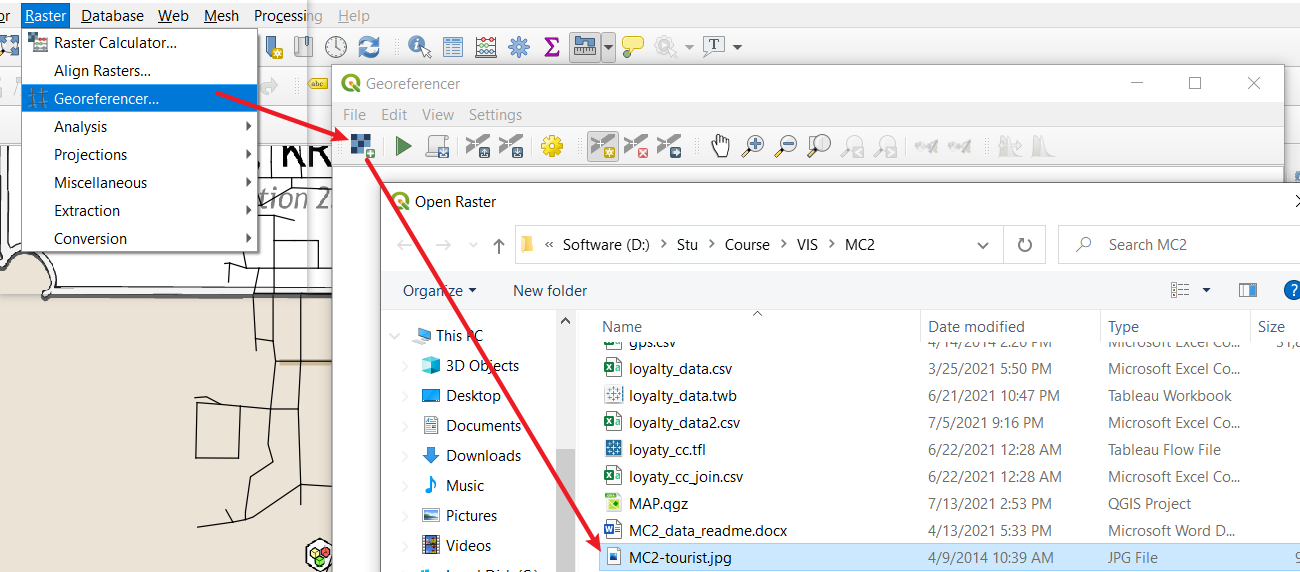 or Raster Database Web Mesh Processing Help
Raster Calculator...
Align Rasters...
Georeferencer...
Analysis
Projections
Miscellaneous
Extraction
Conversion
abc
T
KR
tion 2
Georeferencer
File Edit View Settings
Open Raster
« Software (D:) > Stu > Course > VIS > MC2
Search MC2
Organize New folder
?
This PC
3D Objects
Desktop
Documents
Downloads
Music
Pictures
Videos
Name Date modified Type Size
gps.csv 4/14/2014 2:26 PM Microsoft Excel Co...
loyalty_data.csv 3/25/2021 5:50 PM Microsoft Excel Co...
loyalty_data.twb 6/21/2021 10:47 PM Tableau Workbook
loyalty_data2.csv 7/5/2021 9:16 PM Microsoft Excel Co...
loyaty_cc.tfl 6/22/2021 12:28 AM Tableau Flow File
loyaty_cc_join.csv 6/22/2021 12:28 AM Microsoft Excel Co...
MAP.qgz 7/13/2021 2:53 PM QGIS Project
MC2_data_readme.docx 4/13/2021 5:33 PM Microsoft Word D...
MC2-tourist.jpg 4/9/2014 10:39 AM JPG File